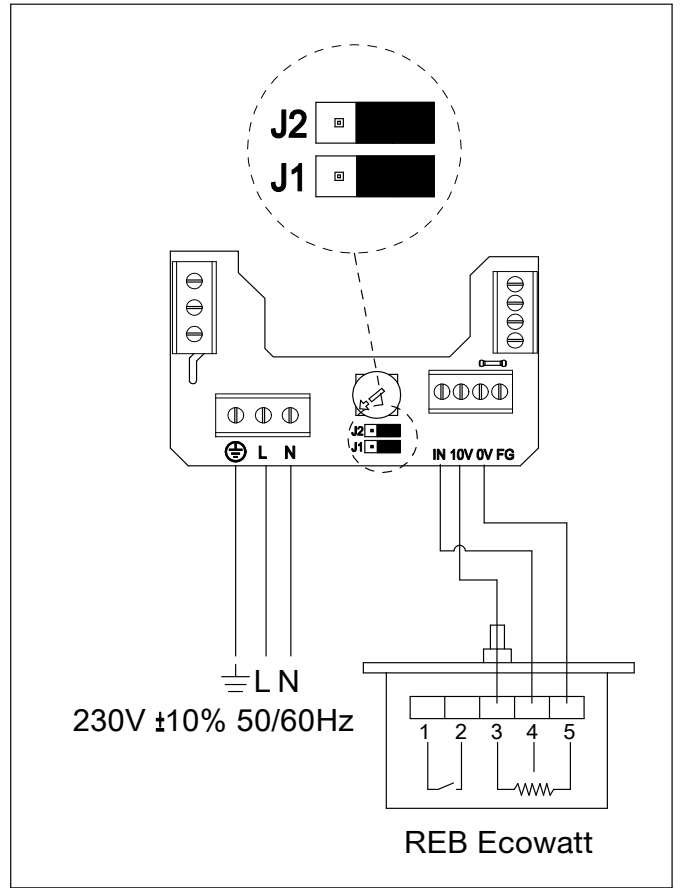 J2
J1
J2
J1
L N
IN 10V 0V FG
L N
230V ±10% 50/60Hz
1 2 3 4 5
REB Ecowatt